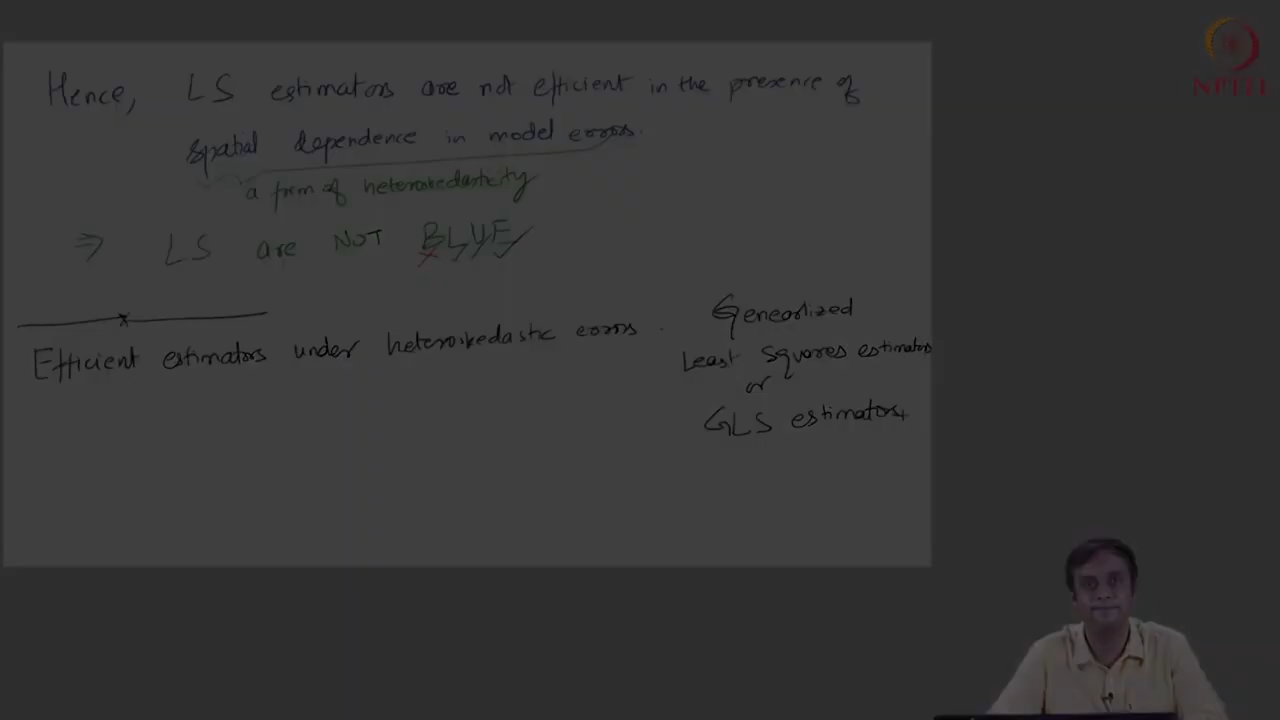 Hence, LS estimators are not efficient in the presence of
spatial dependence in model errors.
a form of heteroskedasticity
⇒ LS are NOT BLUE
Efficient estimators under heteroskedastic errors.
Generalized
Least Squares estimators
or
GLS estimators
NPTEL